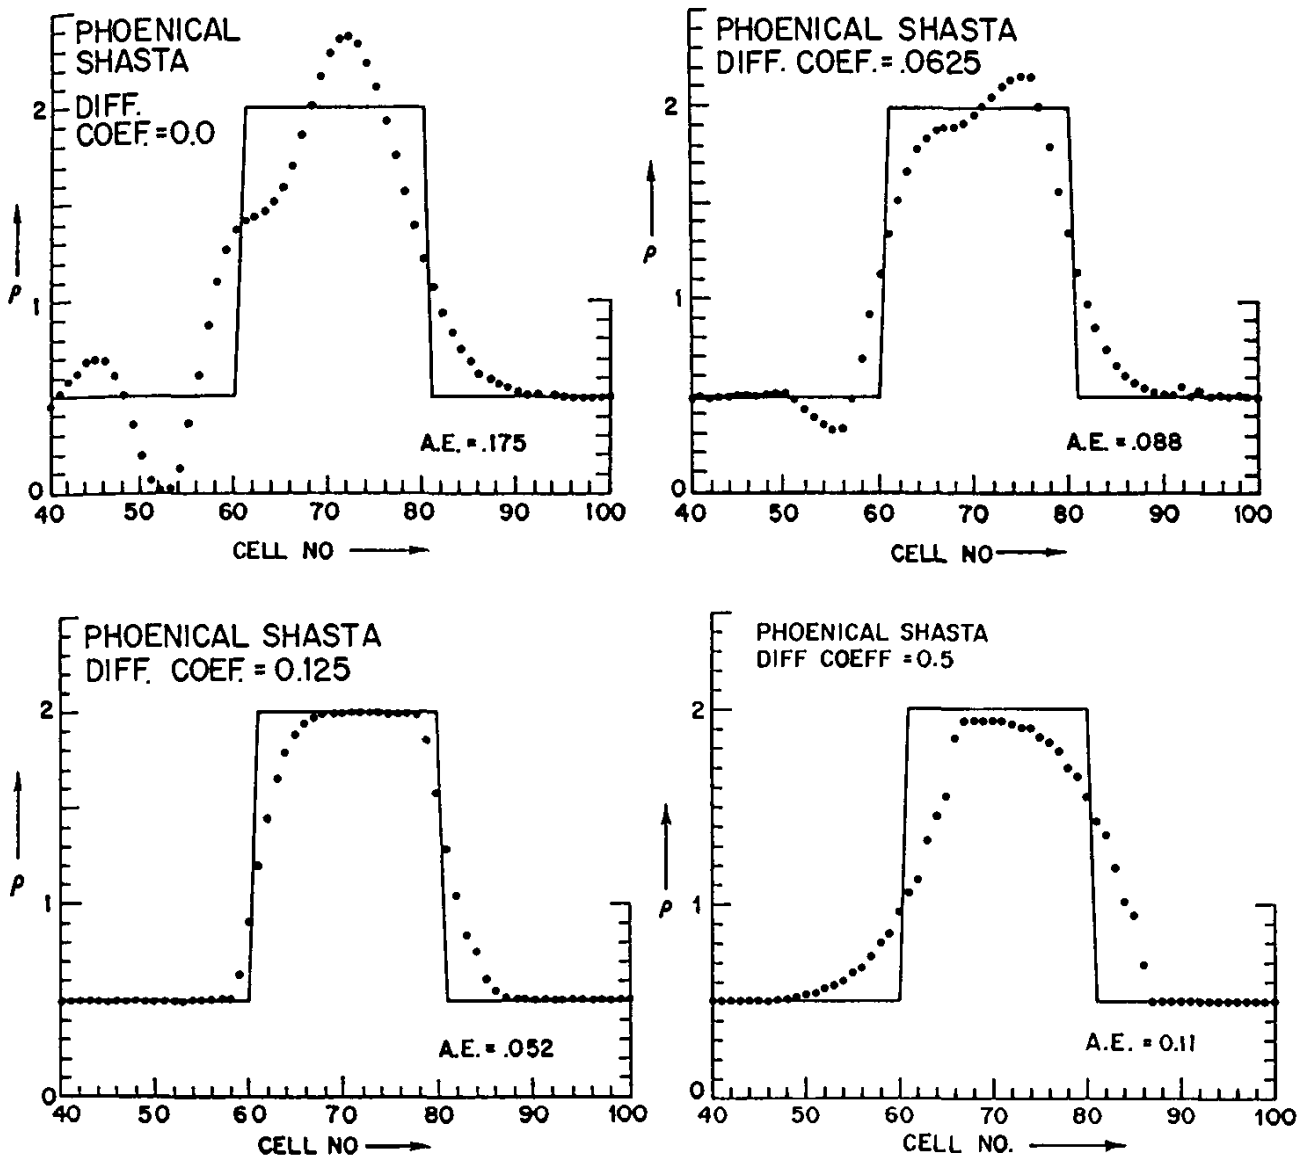 PHOENICAL
SHASTA
DIFF.
COEF.=0.0
2
ρ
1
A.E. = .175
0
40 50 60 70 80 90 100
CELL NO
PHOENICAL SHASTA
DIFF. COEF.=.0625
2
ρ
1
A.E. = .088
0
40 50 60 70 80 90 100
CELL NO
PHOENICAL SHASTA
DIFF. COEF. = 0.125
2
ρ
1
A.E. = .052
0
40 50 60 70 80 90 100
CELL NO
PHOENICAL SHASTA
DIFF COEFF = 0.5
2
ρ
1
A.E. = 0.11
0
40 50 60 70 80 90 100
CELL NO.